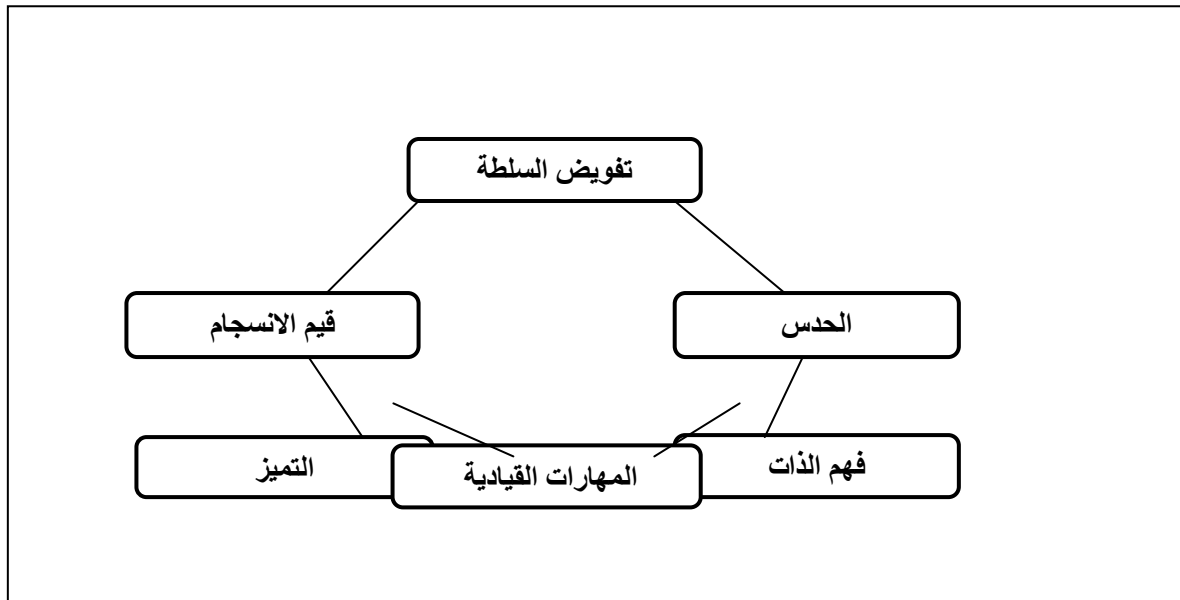 تفويض السلطة
الحدس
قيم الانسجام
فهم الذات
المهارات القيادية
التميز